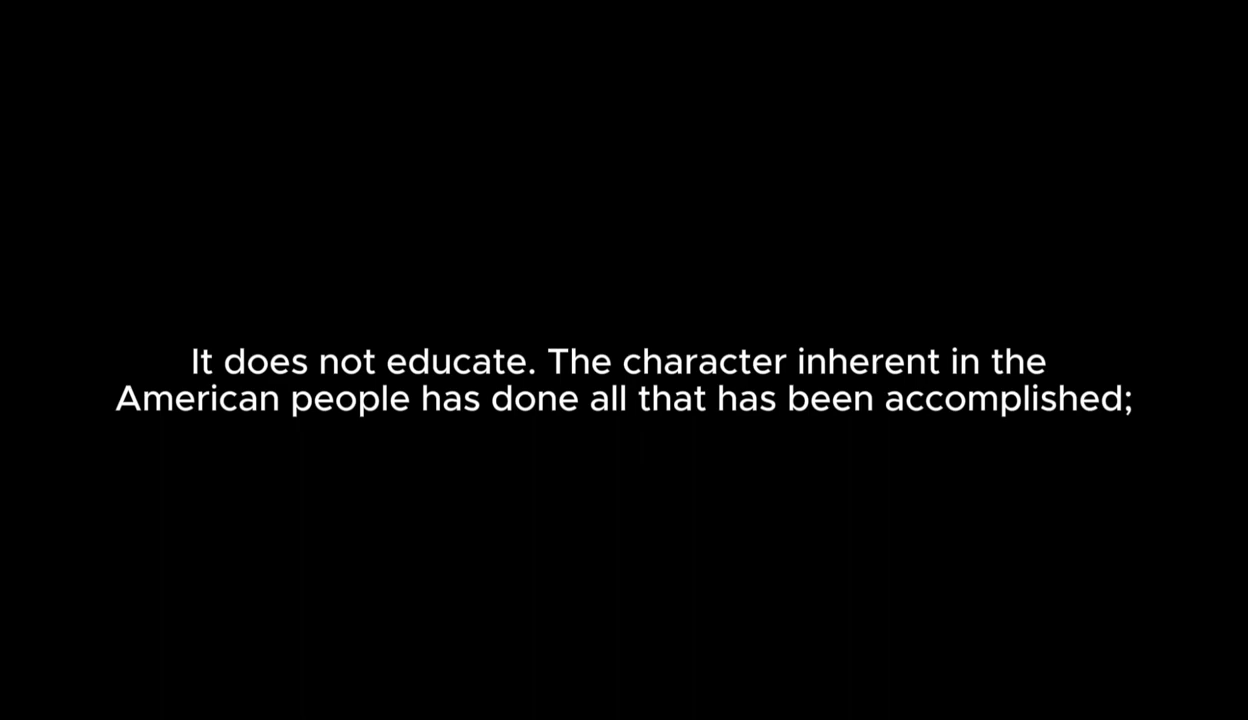 It does not educate. The character inherent in the
American people has done all that has been accomplished;